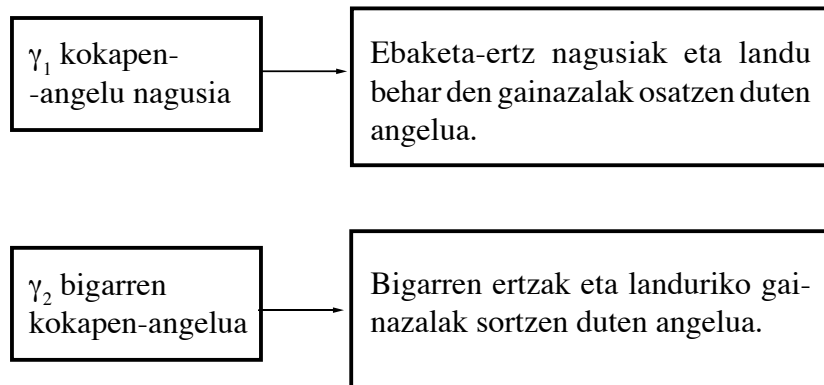 γ₁ kokapen-
-angelu nagusia
Ebaketa-ertz nagusiak eta landu
behar den gainazalak osatzen duten
angelua.
γ₂ bigarren
kokapen-angelua
Bigarren ertzak eta landuriko gai-
nazalak sortzen duten angelua.